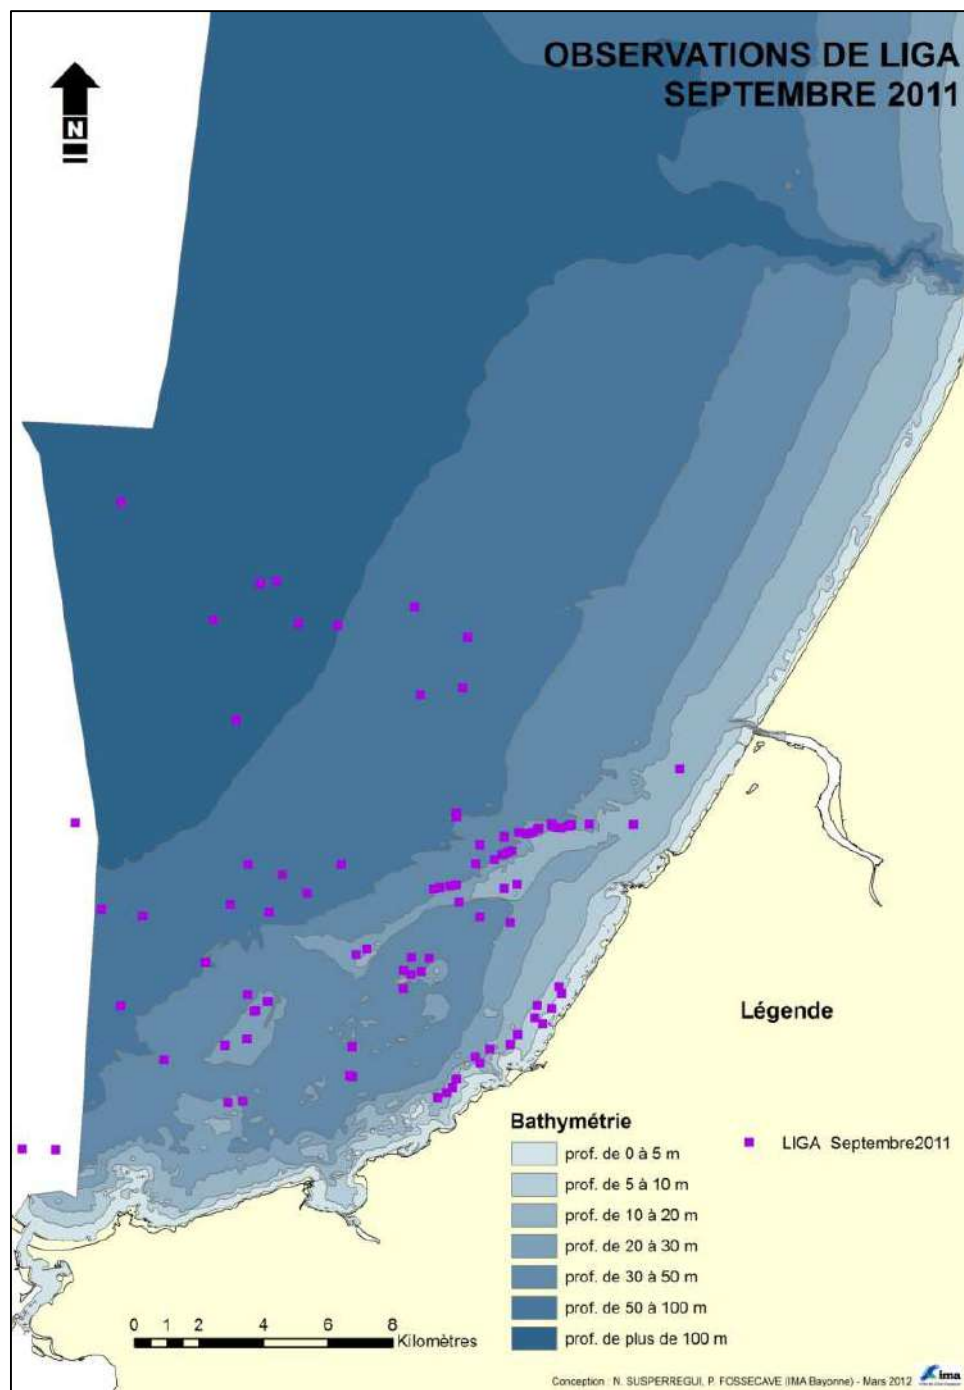 OBSERVATIONS DE LIGA
SEPTEMBRE 2011
N
Légende
Bathymétrie
prof. de 0 à 5 m
prof. de 5 à 10 m
prof. de 10 à 20 m
prof. de 20 à 30 m
prof. de 30 à 50 m
prof. de 50 à 100 m
prof. de plus de 100 m
LIGA Septembre2011
0 1 2 4 6 8
Kilomètres
Conception : N. SUSPERREGUI, P. FOSSECAVE (IMA Bayonne) - Mars 2012
ima